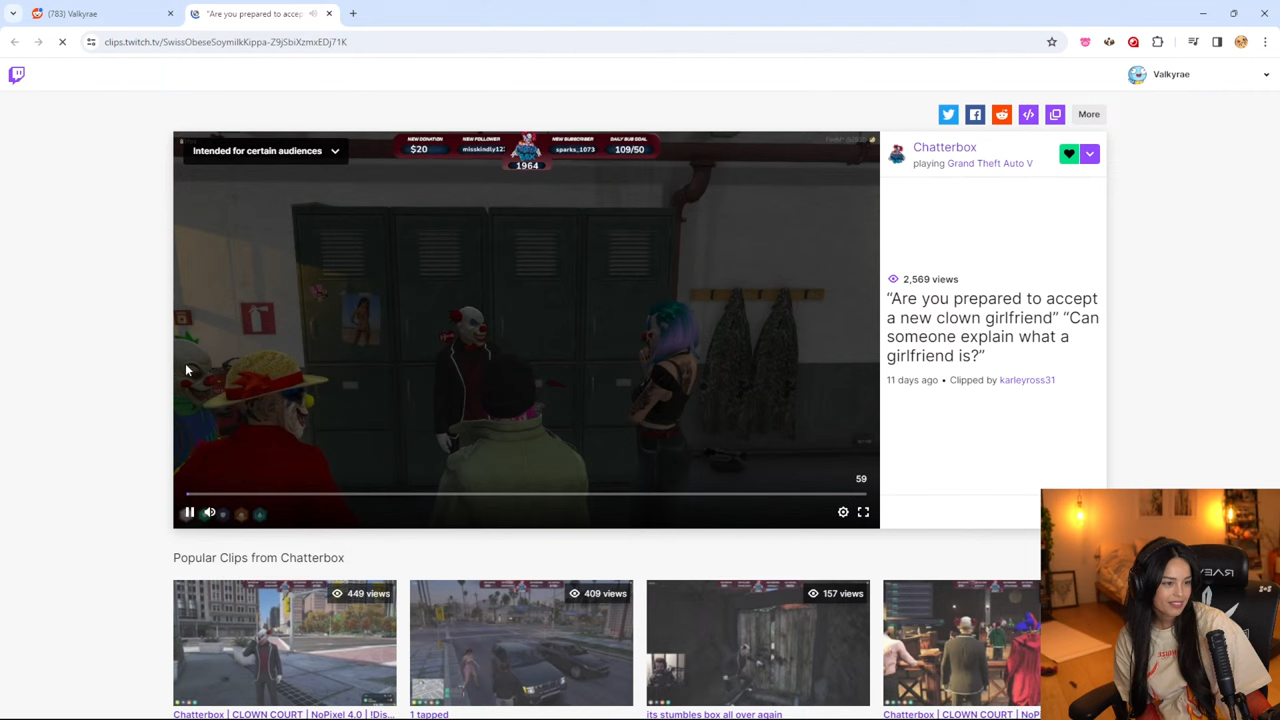 (783) Valkyrae
"Are you prepared to accep
clips.twitch.tv/SwissObeseSoymilkKippa-Z9jSbiXzmxEDj71K
Valkyrae
More
Intended for certain audiences
NEW DONATION
$20
NEW FOLLOWER
misskindly12:
1964
NEW SUBSCRIBER
sparks_1073
DAILY SUB GOAL
109/50
Chatterbox
playing Grand Theft Auto V
2,569 views
“Are you prepared to accept
a new clown girlfriend” “Can
someone explain what a
girlfriend is?”
11 days ago • Clipped by karleyross31
59
Popular Clips from Chatterbox
449 views
409 views
157 views
Chatterbox | CLOWN COURT | NoPixel 4.0 | !Dis...
1 tapped
its stumbles box all over again
Chatterbox | CLOWN COURT | NoPi